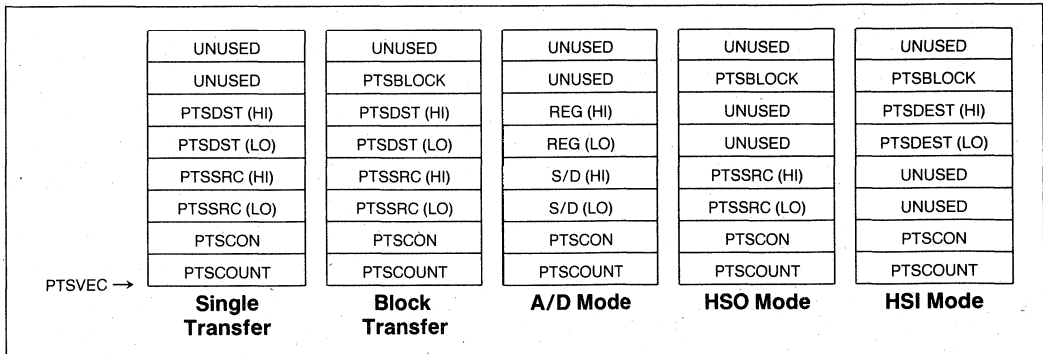 UNUSED UNUSED UNUSED UNUSED UNUSED
UNUSED PTSBLOCK UNUSED PTSBLOCK PTSBLOCK
PTSDST (HI) PTSDST (HI) REG (HI) UNUSED PTSDEST (HI)
PTSDST (LO) PTSDST (LO) REG (LO) UNUSED PTSDEST (LO)
PTSSRC (HI) PTSSRC (HI) S/D (HI) PTSSRC (HI) UNUSED
PTSSRC (LO) PTSSRC (LO) S/D (LO) PTSSRC (LO) UNUSED
PTSCON PTSCON PTSCON PTSCON PTSCON
PTSVEC → PTSCOUNT PTSCOUNT PTSCOUNT PTSCOUNT PTSCOUNT
Single Block A/D Mode HSO Mode HSI Mode
Transfer Transfer